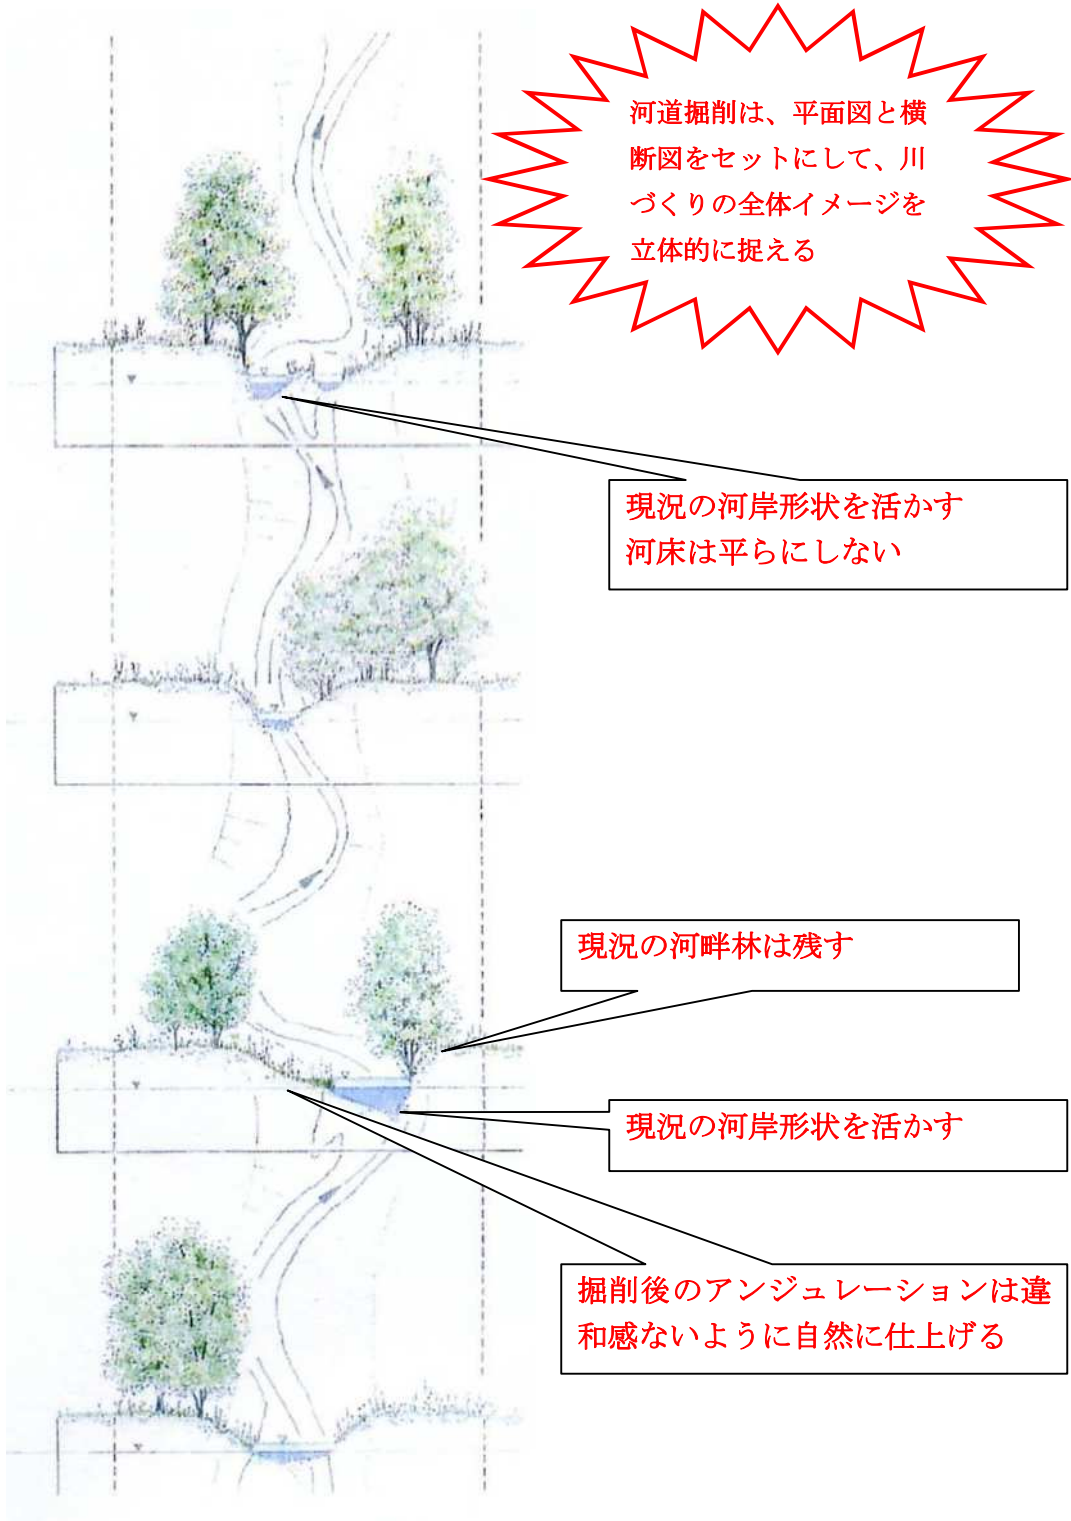 河道掘削は、平面図と横
断図をセットにして、川
づくりの全体イメージを
立体的に捉える
現況の河岸形状を活かす
河床は平らにしない
現況の河畔林は残す
現況の河岸形状を活かす
掘削後のアンジュレーションは違
和感ないように自然に仕上げる